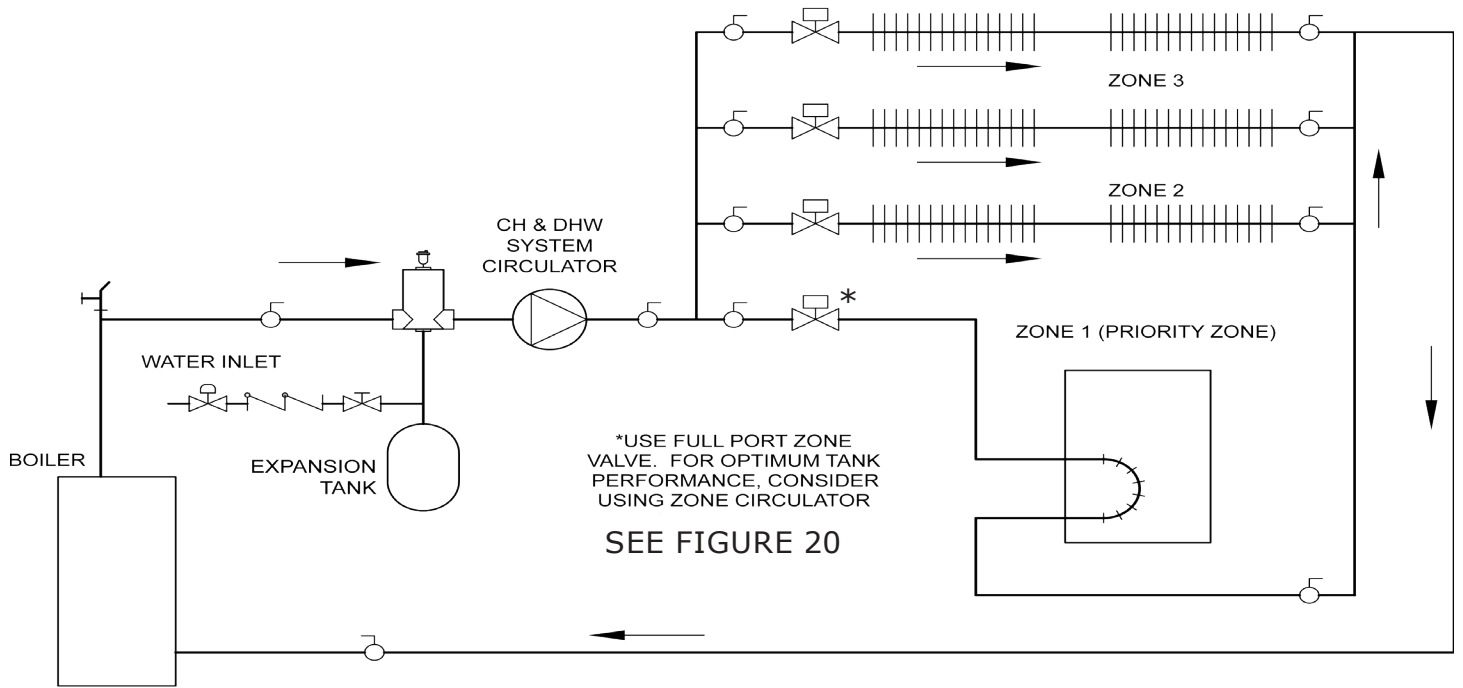 ZONE 3
ZONE 2
CH & DHW
SYSTEM
CIRCULATOR
*
ZONE 1 (PRIORITY ZONE)
WATER INLET
BOILER
EXPANSION
TANK
*USE FULL PORT ZONE
VALVE. FOR OPTIMUM TANK
PERFORMANCE, CONSIDER
USING ZONE CIRCULATOR
SEE FIGURE 20